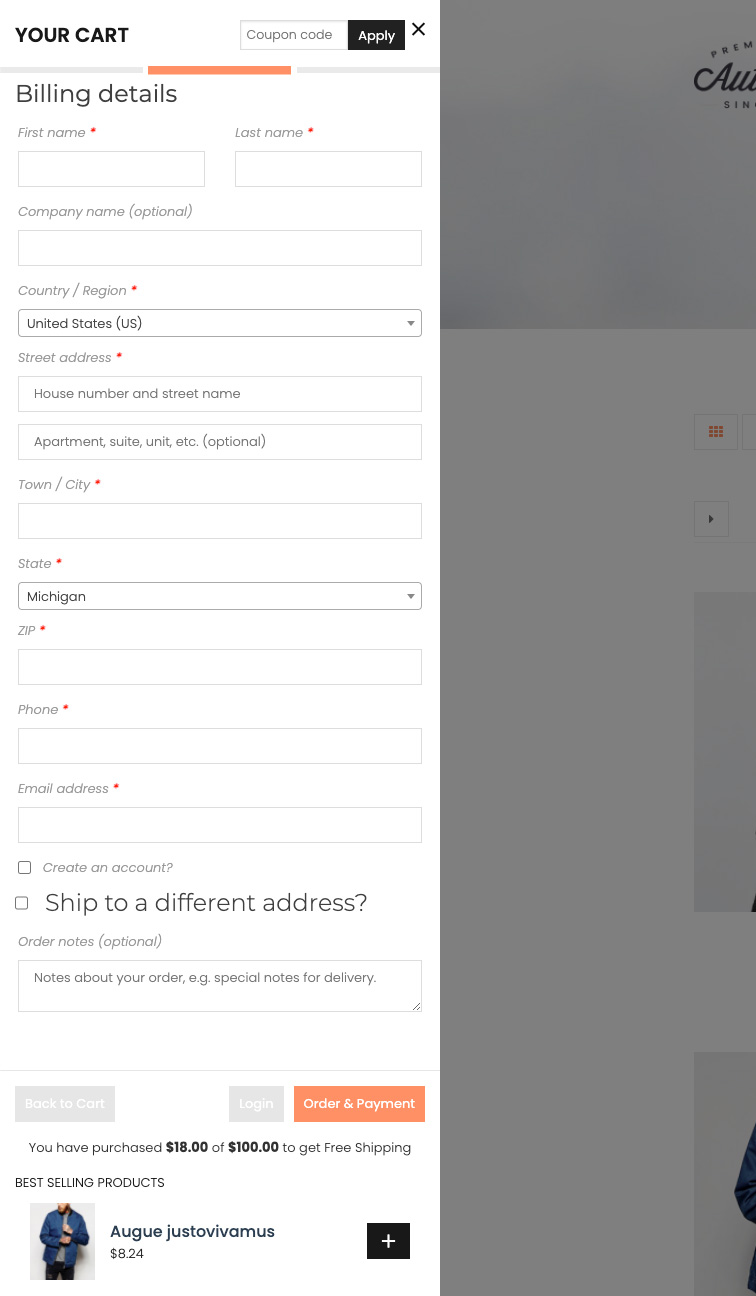 YOUR CART
Coupon code
Apply
Billing details
First name *
Last name *
Company name (optional)
Country / Region *
United States (US)
Street address *
House number and street name
Apartment, suite, unit, etc. (optional)
Town / City *
State *
Michigan
ZIP *
Phone *
Email address *
Create an account?
Ship to a different address?
Order notes (optional)
Notes about your order, e.g. special notes for delivery.
Back to Cart
Login
Order & Payment
You have purchased $18.00 of $100.00 to get Free Shipping
BEST SELLING PRODUCTS
Augue justovivamus
$8.24